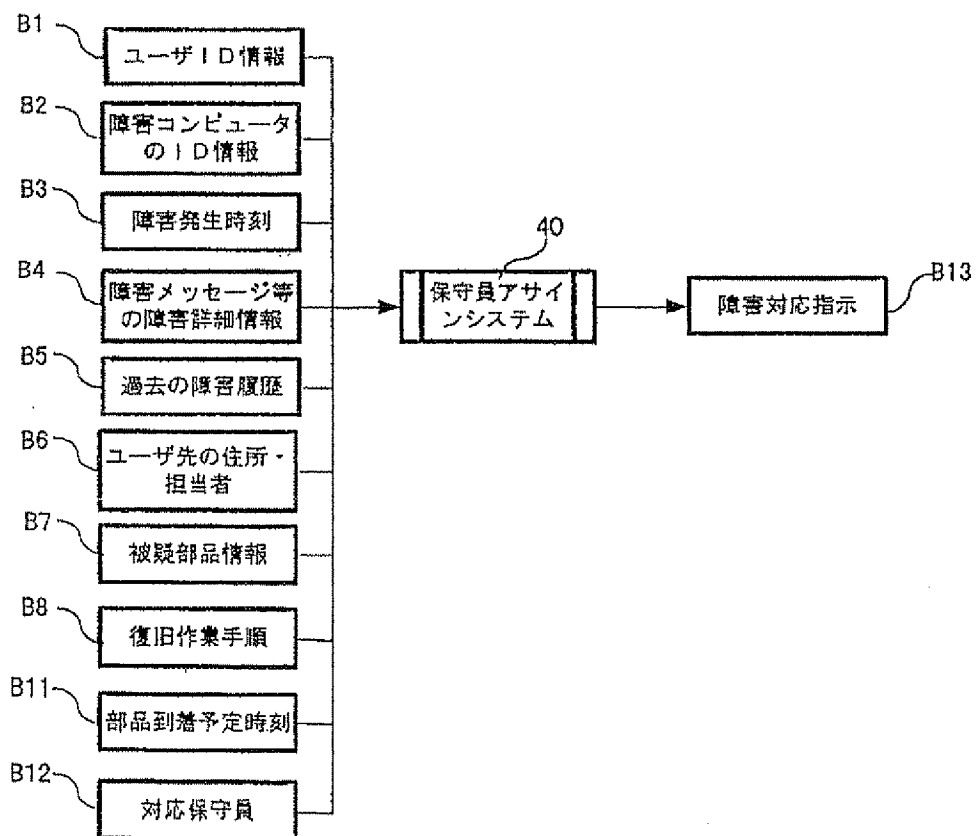 B1
ユーザID情報
B2
障害コンピュータ
のID情報
B3
障害発生時刻
B4
障害メッセージ等
の障害詳細情報
B5
過去の障害履歴
B6
ユーザ先の住所・
担当者
B7
被疑部品情報
B8
復旧作業手順
B11
部品到着予定時刻
B12
対応保守員
40
保守員アサイ
ンシステム
B13
障害対応指示